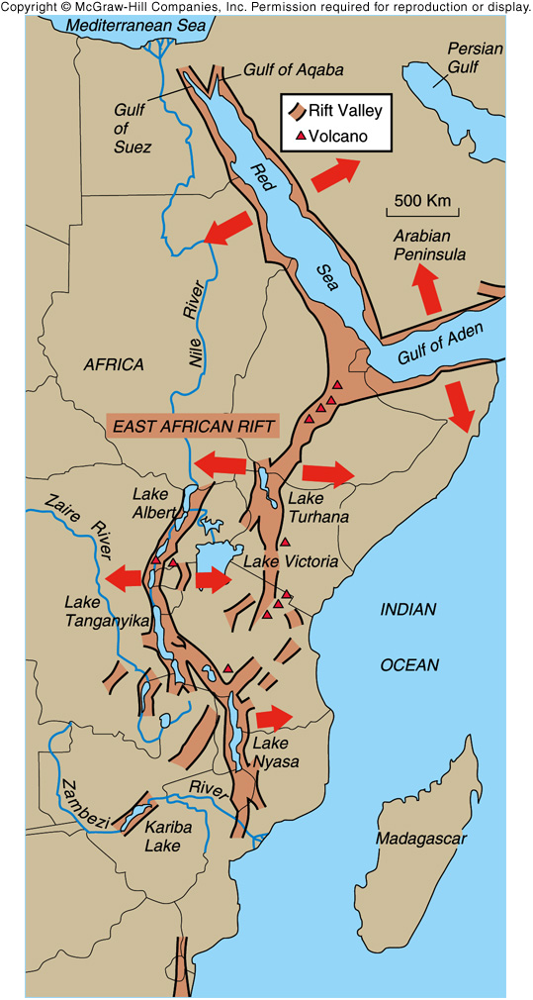 Copyright © McGraw-Hill Companies, Inc. Permission required for reproduction or display.
Mediterranean Sea
Persian
Gulf
Gulf of Aqaba
Gulf
of
Suez
Rift Valley
Volcano
Red
Sea
500 Km
Arabian
Peninsula
Nile River
Gulf of Aden
AFRICA
EAST AFRICAN RIFT
Lake
Albert
Lake
Turhana
Zaire River
Lake Victoria
Lake
Tanganyika
INDIAN
OCEAN
Lake
Nyasa
Zambezi River
Kariba
Lake
Madagascar